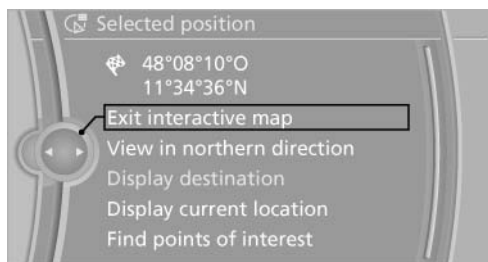 Selected position
48°08'10"O
11°34'36"N
Exit interactive map
View in northern direction
Display destination
Display current location
Find points of interest